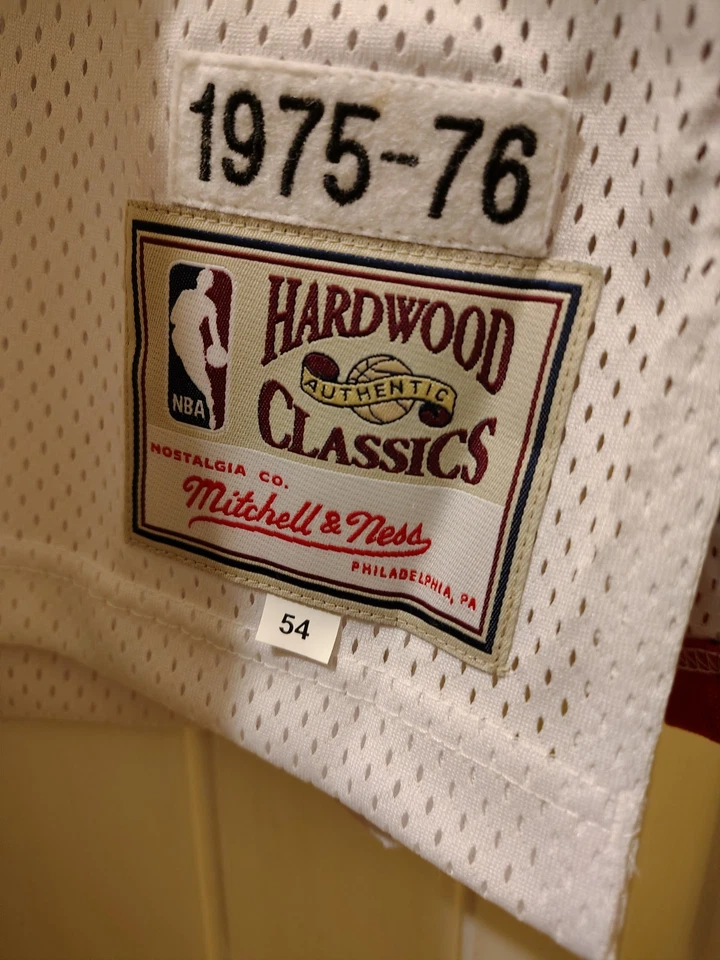 1975-76
HARDWOOD
AUTHENTIC
CLASSICS
NBA
NOSTALGIA CO.
Mitchell & Ness
PHILADELPHIA, PA
54